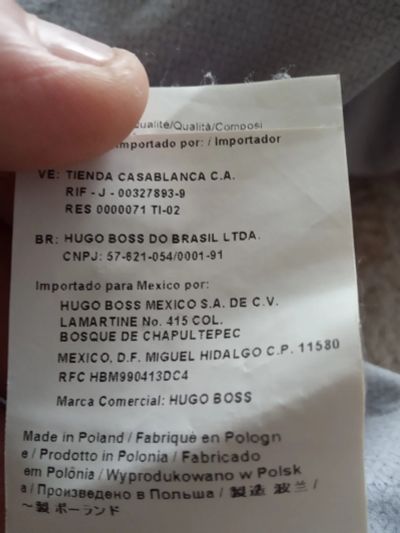 cualité/Qualità/Composi
Importado por: / Importador
VE: TIENDA CASABLANCA C.A.
RIF - J - 00327893-9
RES 0000071 TI-02
BR: HUGO BOSS DO BRASIL LTDA.
CNPJ: 57-621-054/0001-91
Importado para Mexico por:
HUGO BOSS MEXICO S.A. DE C.V.
LAMARTINE No. 415 COL.
BOSQUE DE CHAPULTEPEC
MEXICO, D.F. MIGUEL HIDALGO C.P. 11580
RFC HBM990413DC4
Marca Comercial: HUGO BOSS
Made in Poland / Fabriqué en Pologn
e / Prodotto in Polonia / Fabricado
em Polônia / Wyprodukowano w Polsk
a / Произведено в Польша / 製造 波兰 /
~製 ポーランド